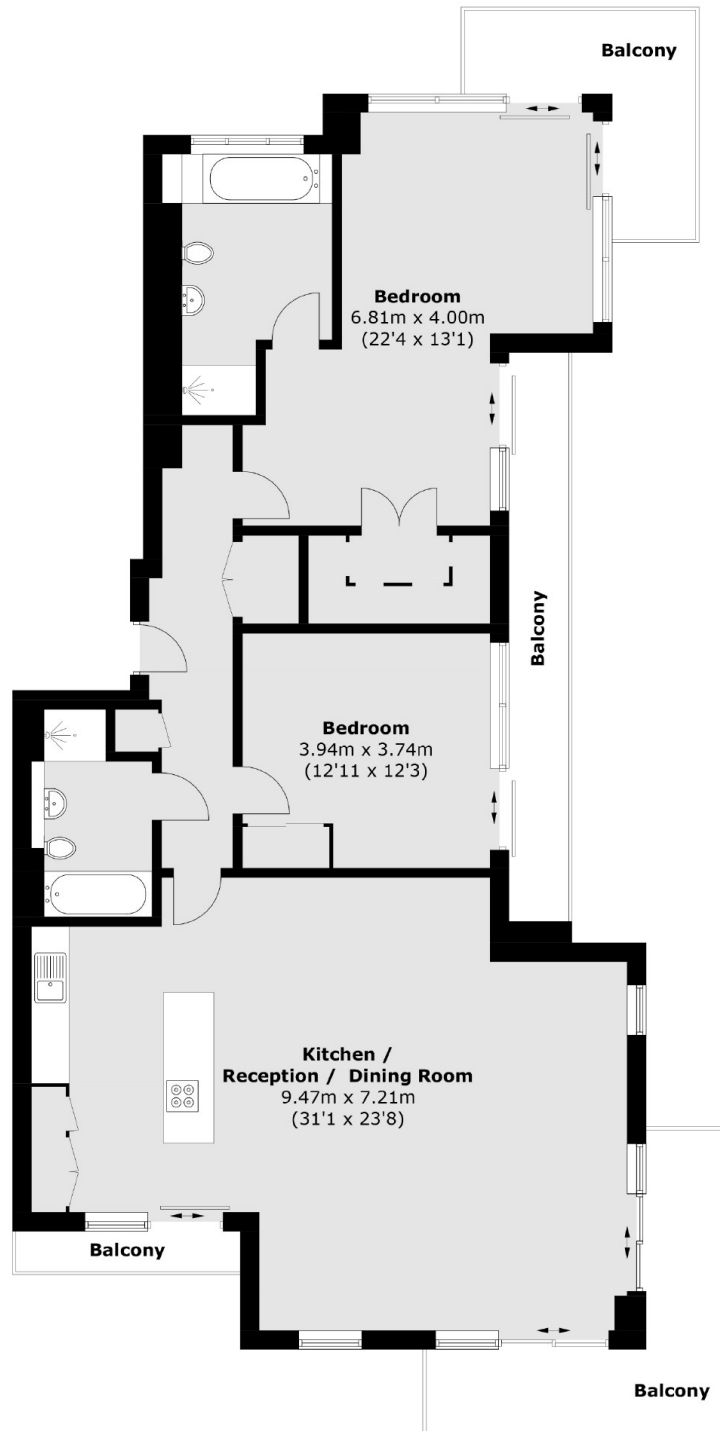 Balcony
Bedroom
6.81m x 4.00m
(22'4 x 13'1)
Balcony
Bedroom
3.94m x 3.74m
(12'11 x 12'3)
Kitchen /
Reception / Dining Room
9.47m x 7.21m
(31'1 x 23'8)
Balcony
Balcony